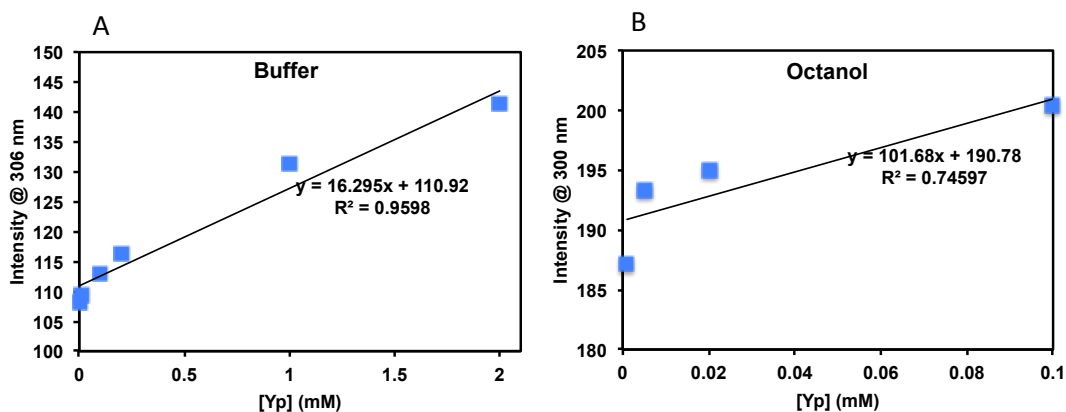 A
Buffer
Intensity @ 306 nm
150
145
140
135
130
125
120
115
110
105
100
y = 16.295x + 110.92
R² = 0.9598
0
0.5
1
1.5
2
[Yp] (mM)
B
Octanol
Intensity @ 300 nm
205
200
195
190
185
180
y = 101.68x + 190.78
R² = 0.74597
0
0.02
0.04
0.06
0.08
0.1
[Yp] (mM)